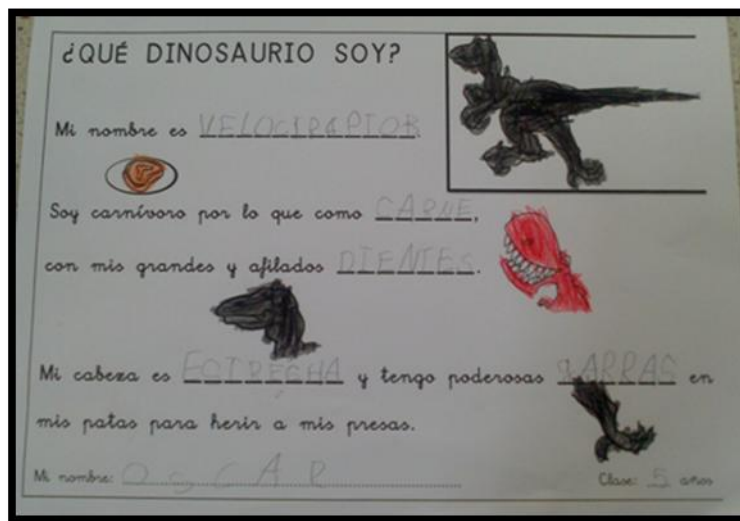 ¿QUÉ DINOSAURIO SOY?
Mi nombre es VELOCIRAPTOR.
Soy carnívoro por lo que como CARNE,
con mis grandes y afilados DIENTES.
Mi cabeza es ESTRECHA y tengo poderosas GARRAS en
mis patas para herir a mis presas.
Mi nombre: OSCAR Clase: 5 años